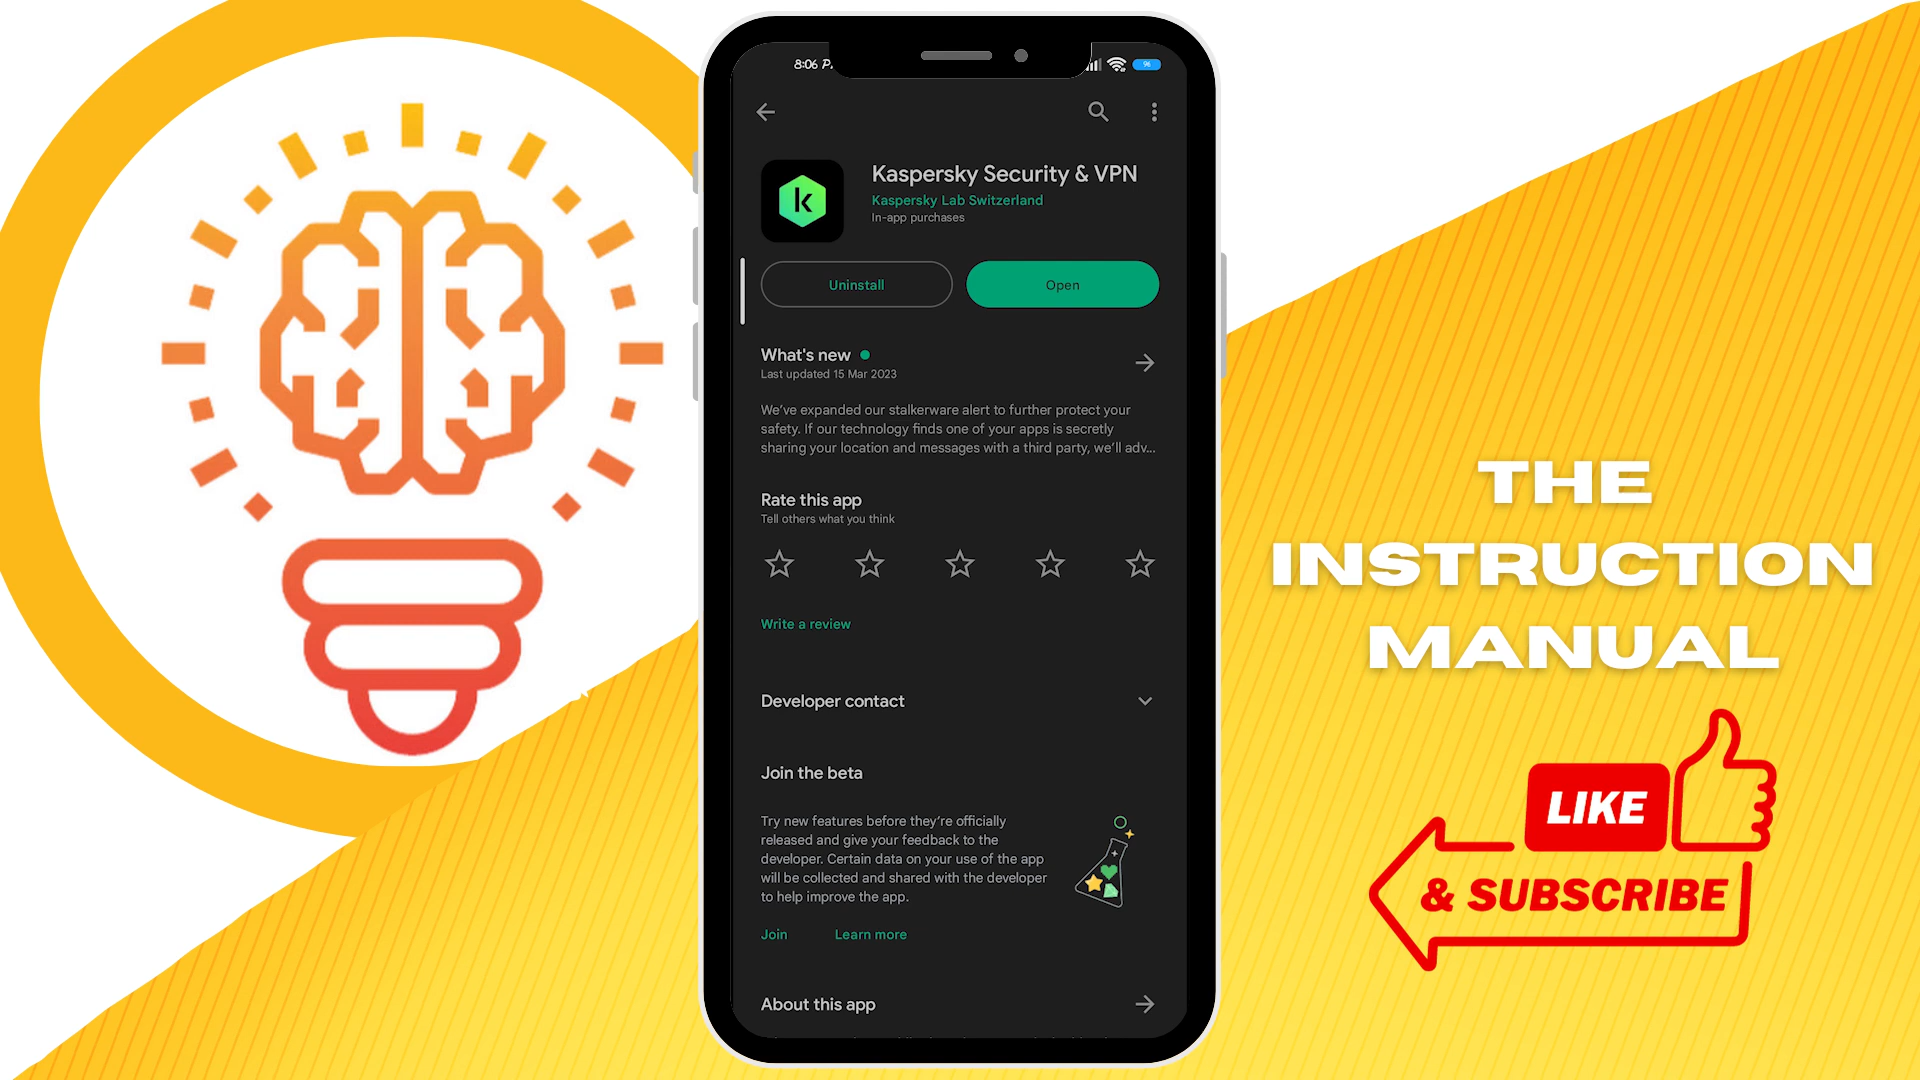 8:06 P
96
Kaspersky Security & VPN
Kaspersky Lab Switzerland
In-app purchases
Uninstall
Open
What's new
Last updated 15 Mar 2023
We've expanded our stalkerware alert to further protect your
safety. If our technology finds one of your apps is secretly
sharing your location and messages with a third party, we'll adv...
Rate this app
Tell others what you think
Write a review
Developer contact
Join the beta
Try new features before they're officially
released and give your feedback to the
developer. Certain data on your use of the app
will be collected and shared with the developer
to help improve the app.
Join
Learn more
About this app
THE
INSTRUCTION
MANUAL
LIKE
& SUBSCRIBE